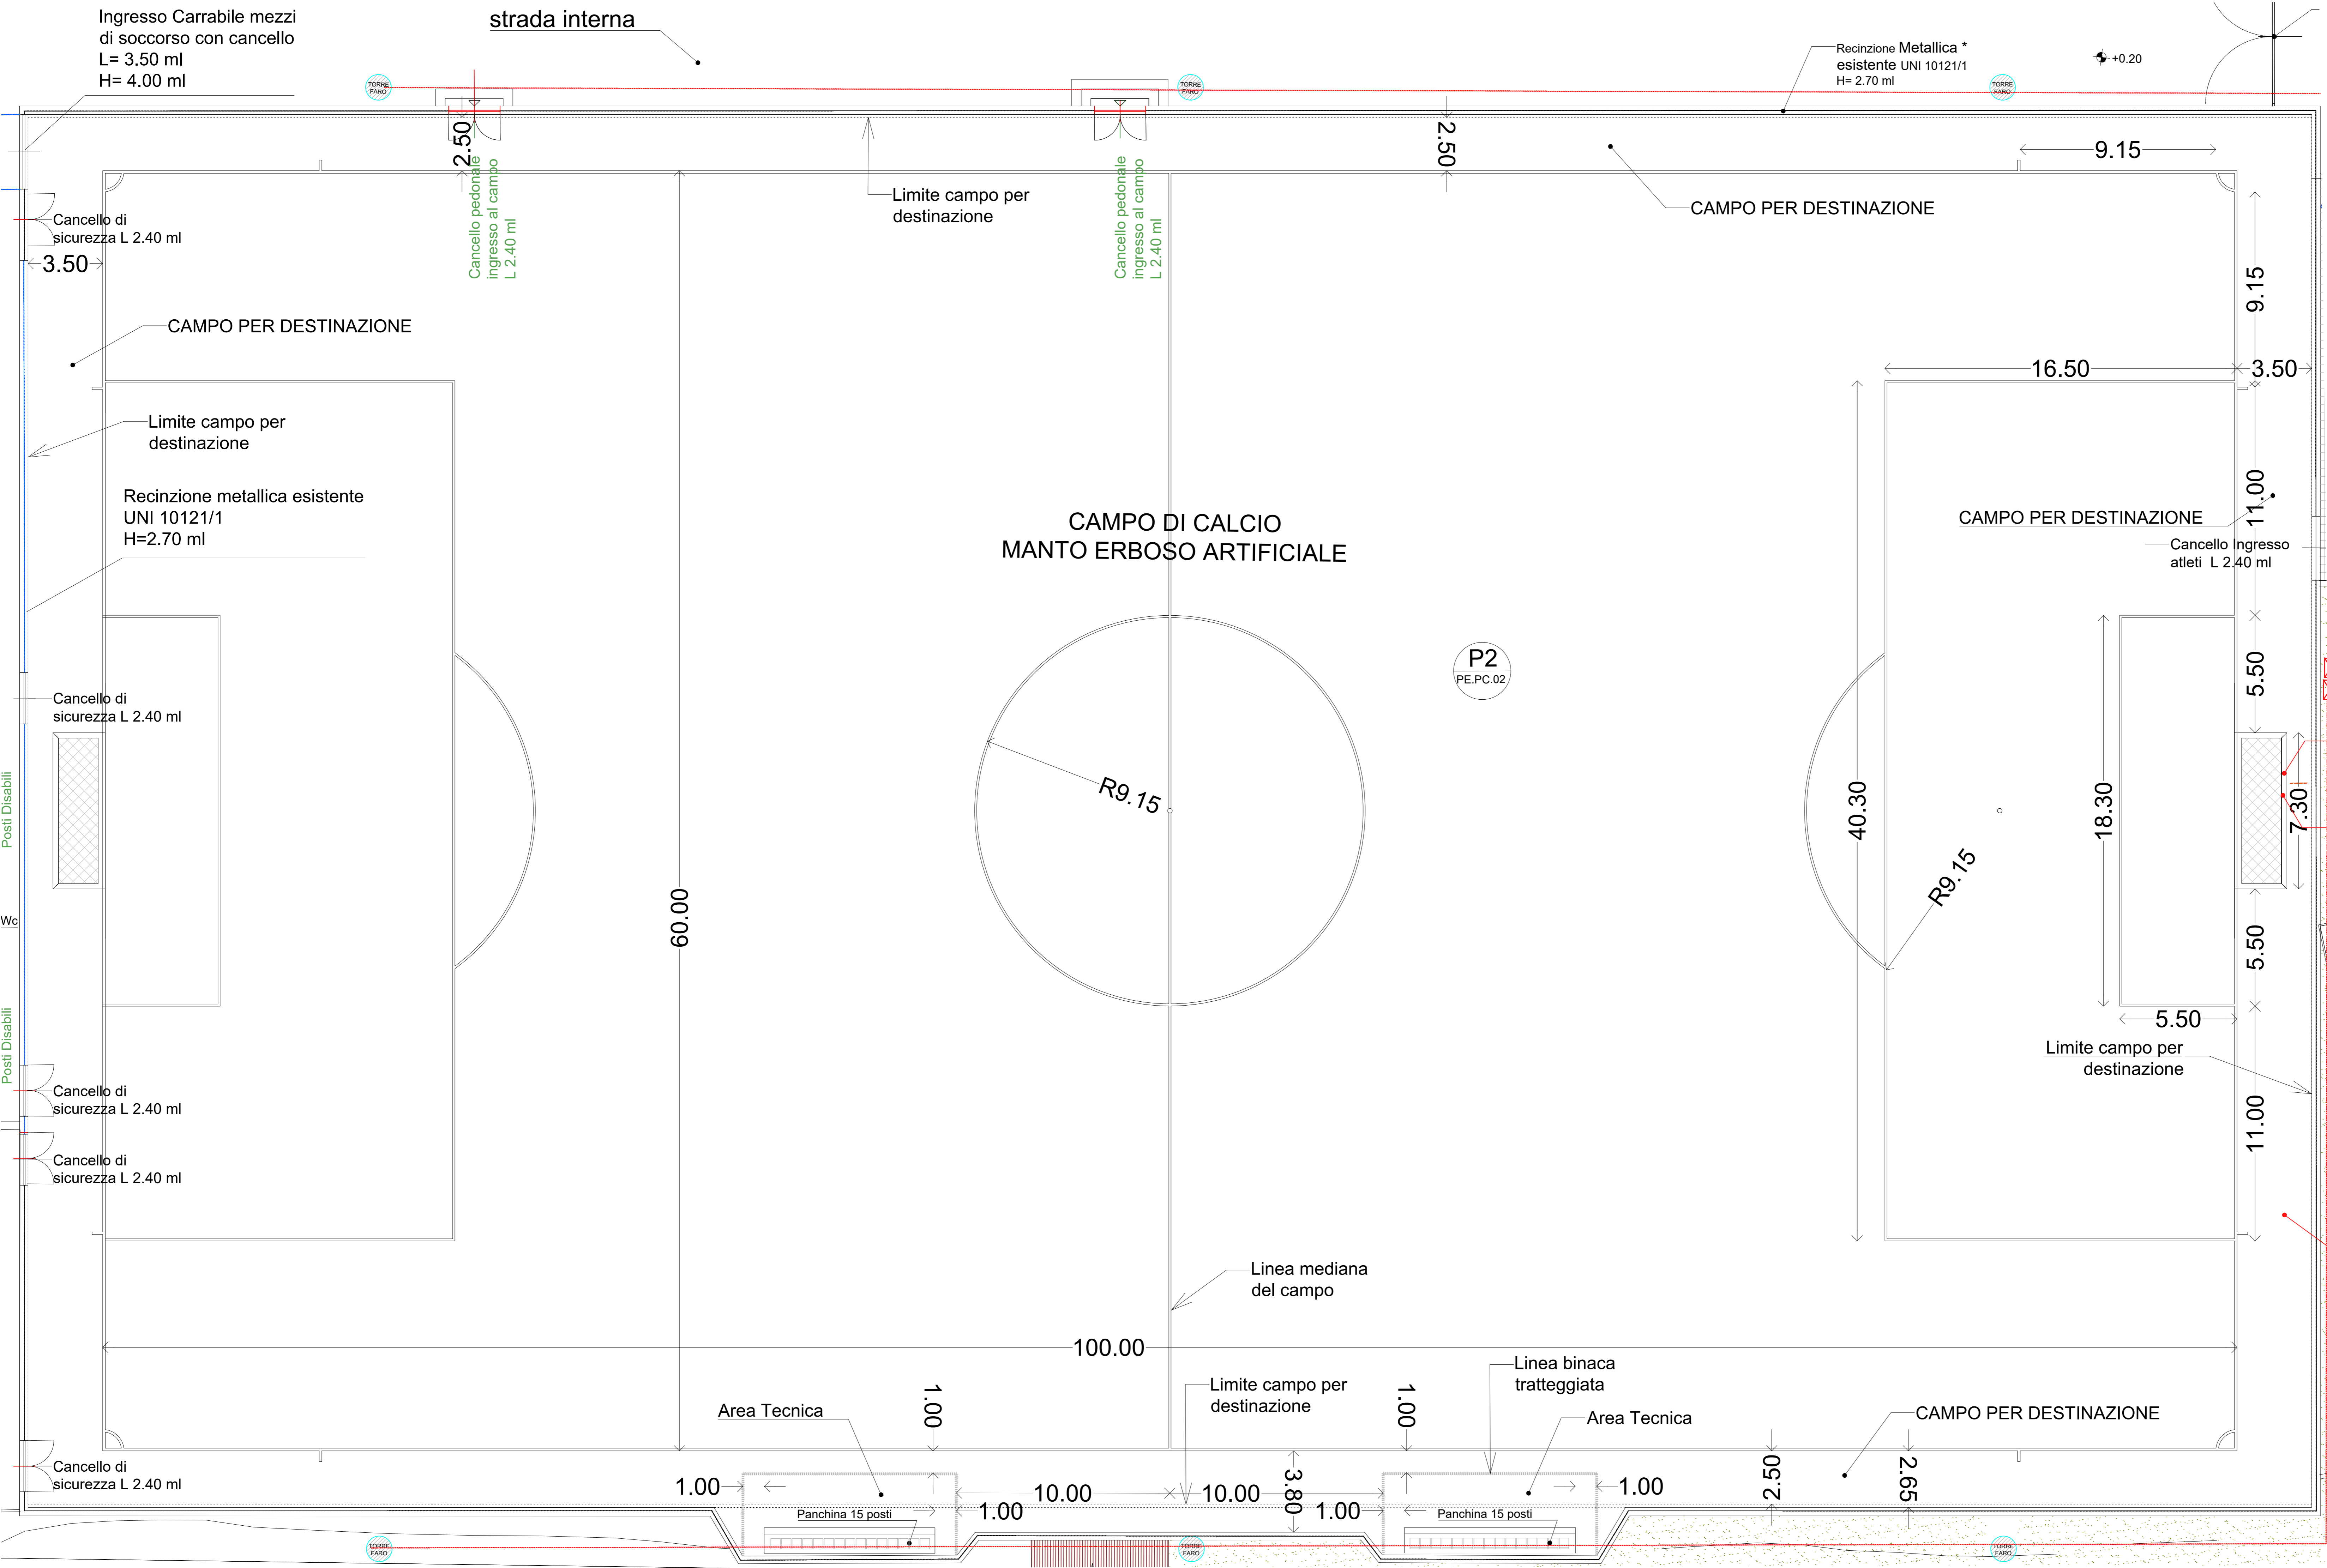 Ingresso Carrabile mezzi
di soccorso con cancello
L= 3.50 ml
H= 4.00 ml
strada interna
Recinzione Metallica *
esistente UNI 10121/1
H= 2.70 ml
+0.20
TORRE
FARO
TORRE
FARO
TORRE
FARO
2.50
Cancello pedonale
ingresso al campo
L 2.40 ml
Limite campo per
destinazione
Cancello pedonale
ingresso al campo
L 2.40 ml
2.50
9.15
CAMPO PER DESTINAZIONE
Cancello di
sicurezza L 2.40 ml
3.50
9.15
CAMPO PER DESTINAZIONE
16.50
3.50
Limite campo per
destinazione
Recinzione metallica esistente
UNI 10121/1
H=2.70 ml
CAMPO DI CALCIO
MANTO ERBOSO ARTIFICIALE
11.00
CAMPO PER DESTINAZIONE
Cancello Ingresso
atleti L 2.40 ml
P2
PE.PC.02
5.50
Cancello di
sicurezza L 2.40 ml
Posti Disabili
R9.15
40.30
18.30
7.30
R9.15
60.00
Wc
5.50
5.50
Posti Disabili
Limite campo per
destinazione
Cancello di
sicurezza L 2.40 ml
11.00
Cancello di
sicurezza L 2.40 ml
Linea mediana
del campo
100.00
Linea binaca
tratteggiata
Limite campo per
destinazione
Area Tecnica
1.00
1.00
Area Tecnica
CAMPO PER DESTINAZIONE
Cancello di
sicurezza L 2.40 ml
1.00
10.00
10.00
3.80
1.00
2.50
2.65
1.00
1.00
Panchina 15 posti
Panchina 15 posti
TORRE
FARO
TORRE
FARO
TORRE
FARO